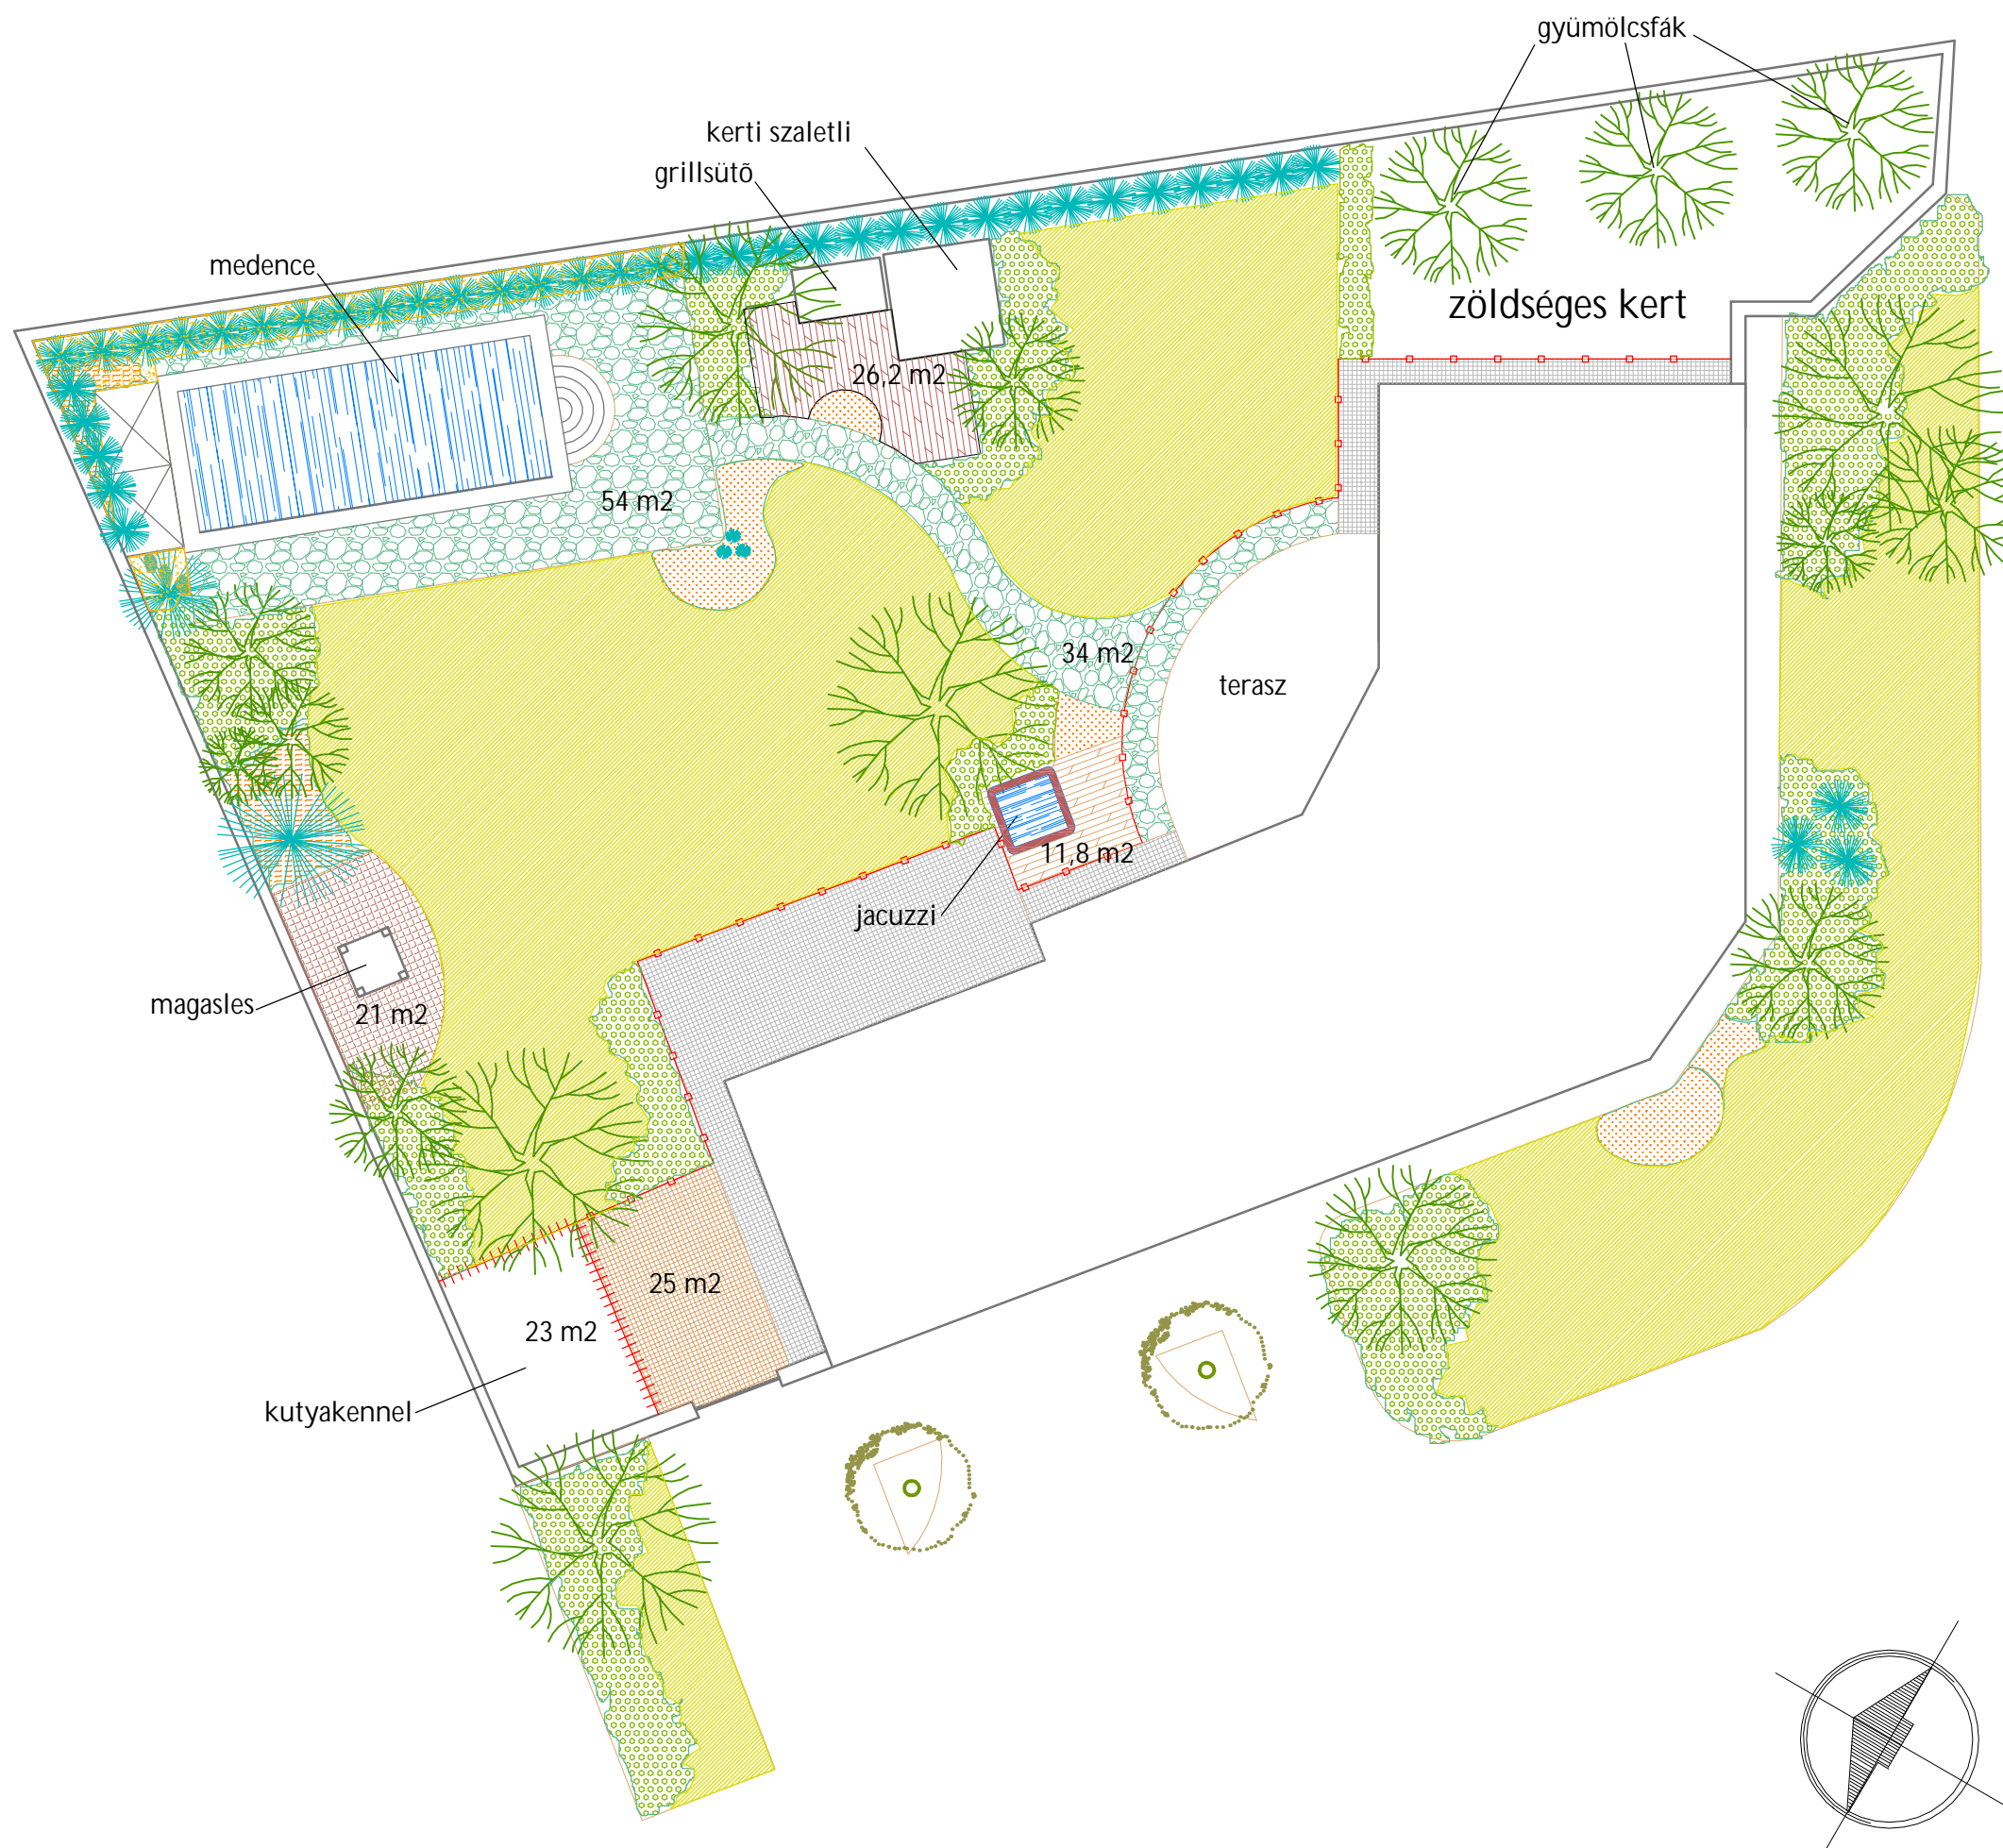 gyümölcsfák
kerti szaletli
grillsütõ
medence
zöldséges kert
26,2 m2
54 m2
34 m2
terasz
11,8 m2
jacuzzi
magasles
21 m2
25 m2
23 m2
kutyakennel